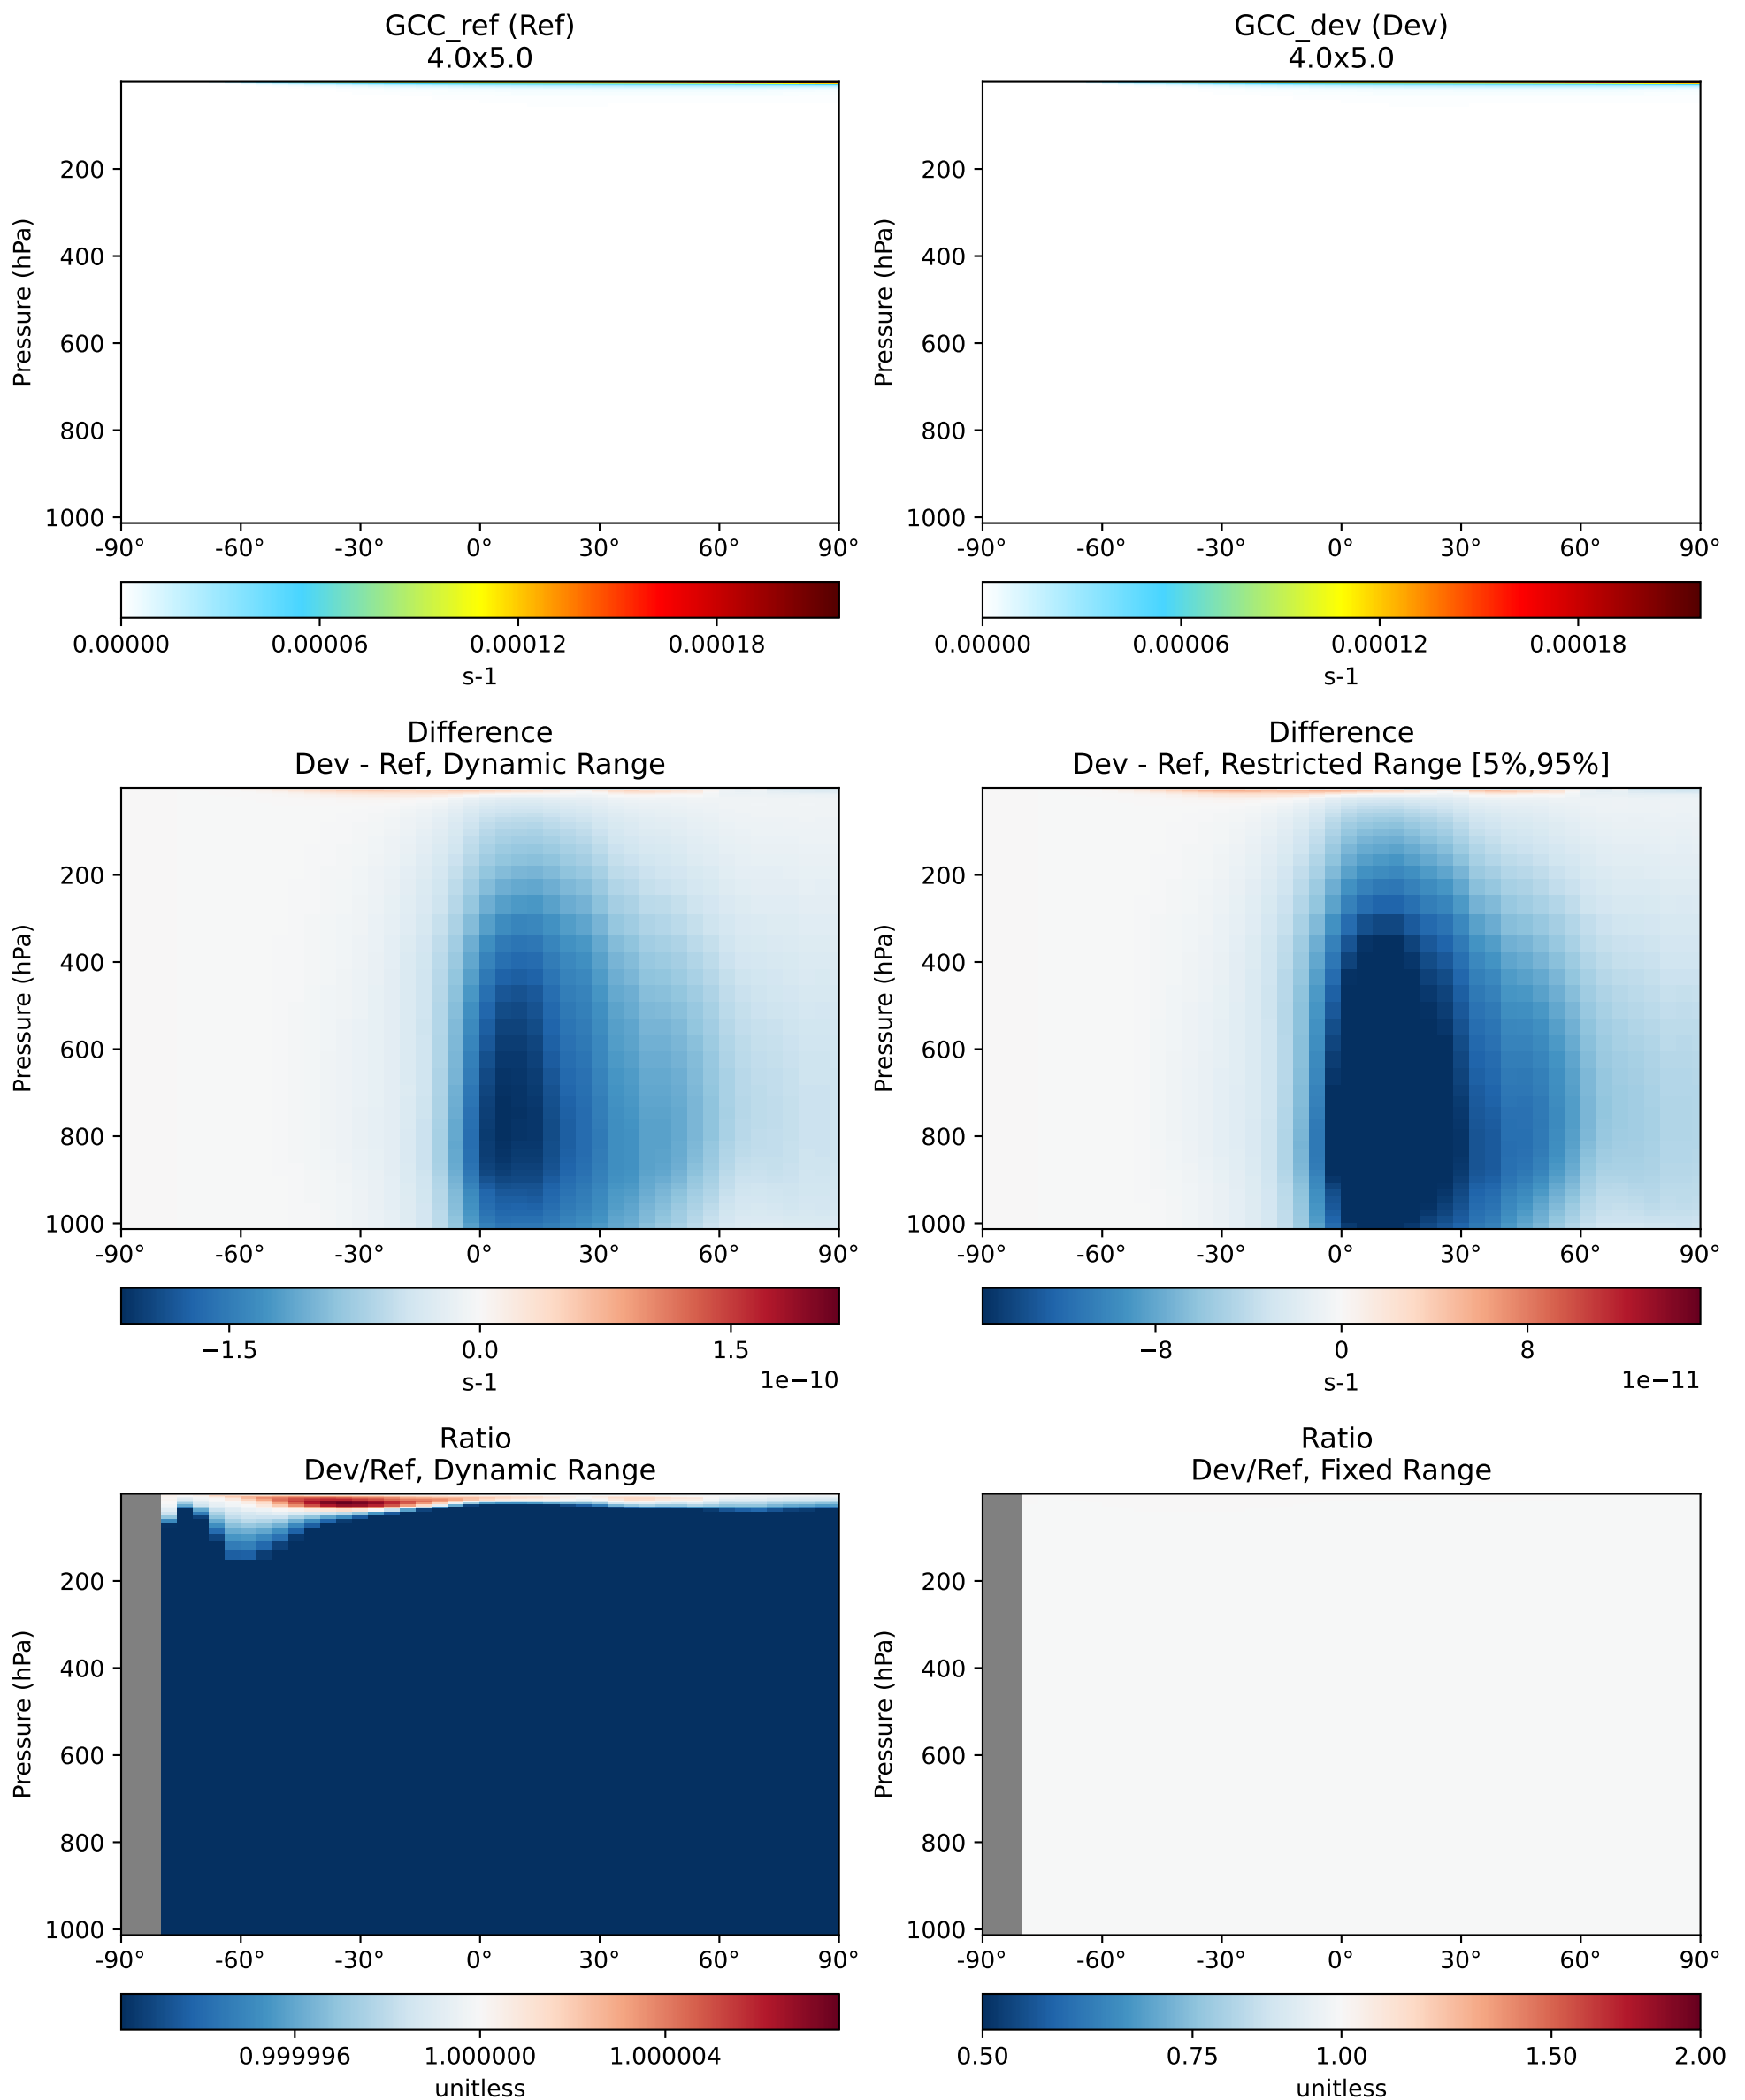 GCC_ref (Ref)
4.0x5.0
GCC_dev (Dev)
4.0x5.0
Pressure (hPa)
200
400
600
800
1000
-90° -60° -30° 0° 30° 60° 90°
0.00000 0.00006 0.00012 0.00018
s-1
Pressure (hPa)
200
400
600
800
1000
-90° -60° -30° 0° 30° 60° 90°
0.00000 0.00006 0.00012 0.00018
s-1
Difference
Dev - Ref, Dynamic Range
Pressure (hPa)
200
400
600
800
1000
-90° -60° -30° 0° 30° 60° 90°
−1.5 0.0 1.5
s-1
1e−10
Difference
Dev - Ref, Restricted Range [5%,95%]
Pressure (hPa)
200
400
600
800
1000
-90° -60° -30° 0° 30° 60° 90°
−8 0 8
s-1
1e−11
Ratio
Dev/Ref, Dynamic Range
Pressure (hPa)
200
400
600
800
1000
-90° -60° -30° 0° 30° 60° 90°
0.999996 1.000000 1.000004
unitless
Ratio
Dev/Ref, Fixed Range
Pressure (hPa)
200
400
600
800
1000
-90° -60° -30° 0° 30° 60° 90°
0.50 0.75 1.00 1.50 2.00
unitless